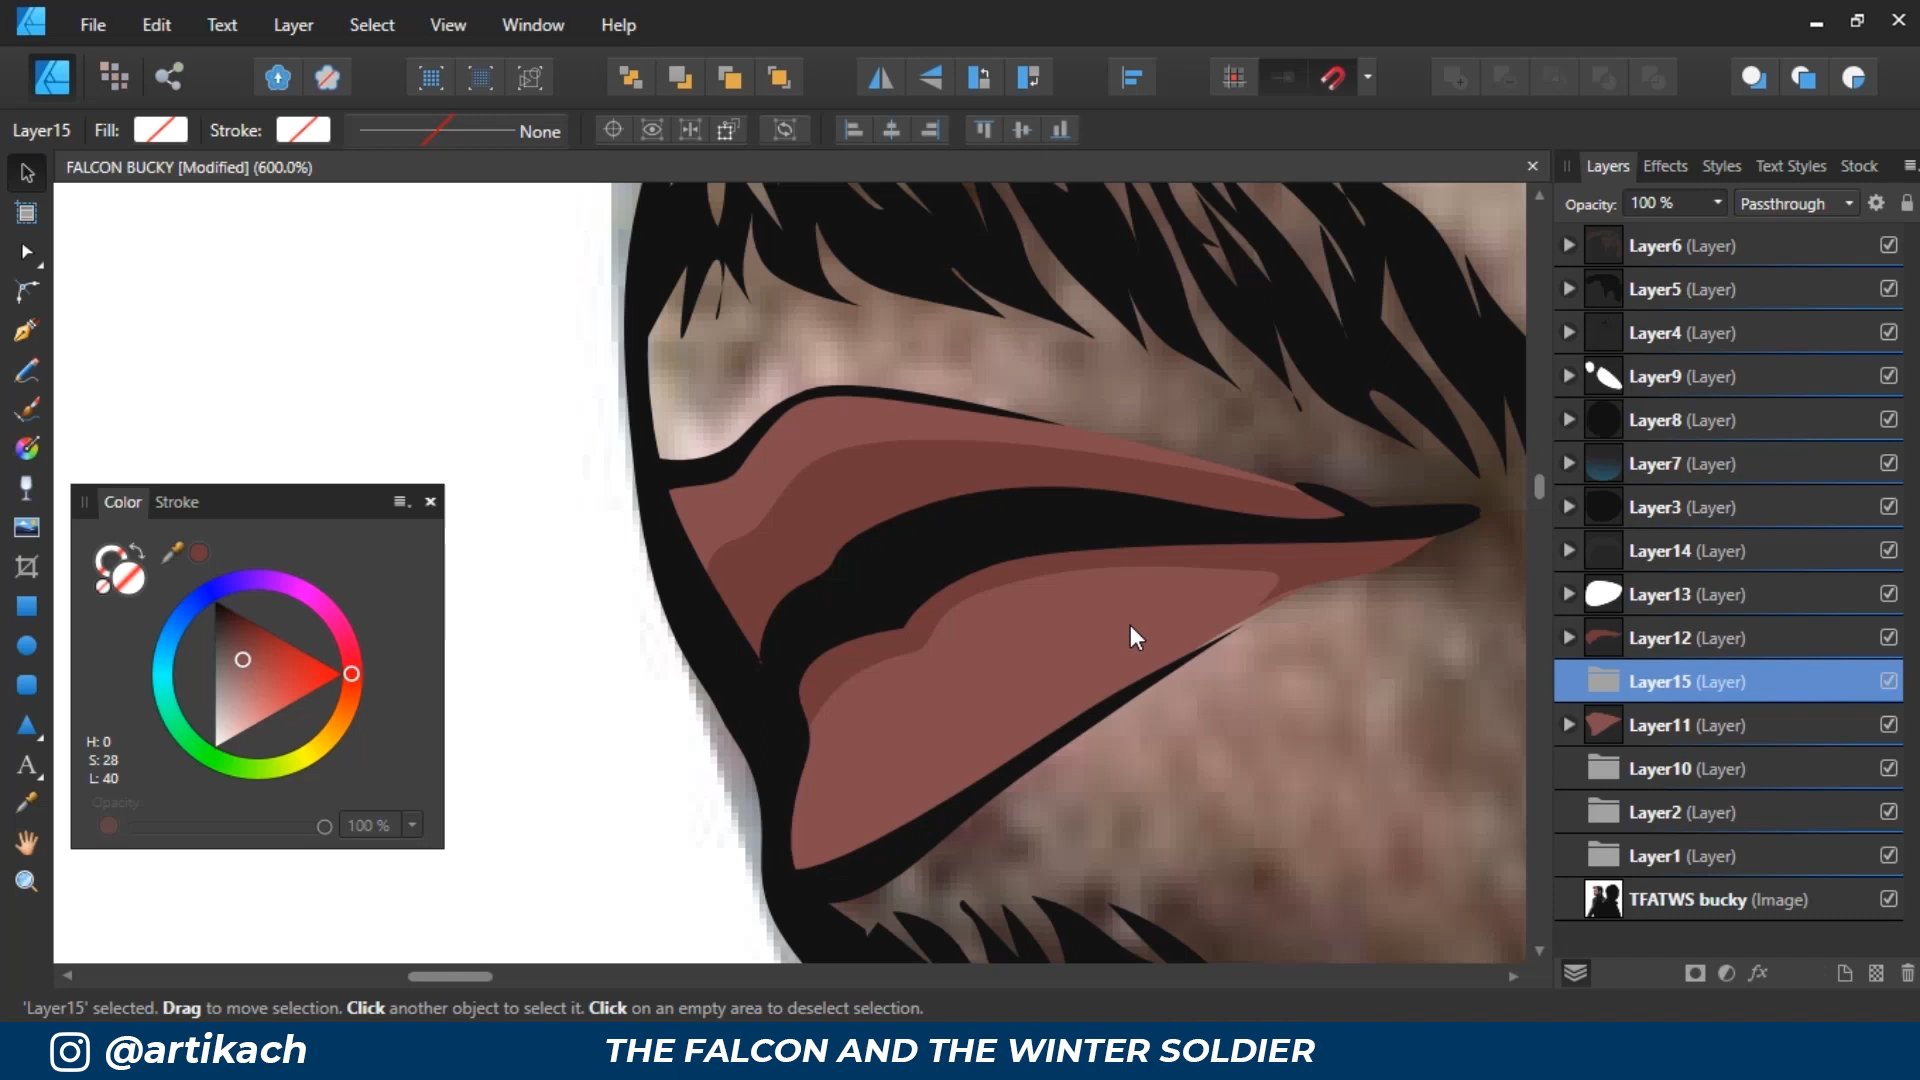 File Edit Text Layer Select View Window Help
Layer15 Fill: Stroke: None
FALCON BUCKY [Modified] (600.0%)
Layers Effects Styles Text Styles Stock
Opacity: 100 % Passthrough
Layer6 (Layer)
Layer5 (Layer)
Layer4 (Layer)
Layer9 (Layer)
Layer8 (Layer)
Layer7 (Layer)
Layer3 (Layer)
Layer14 (Layer)
Layer13 (Layer)
Layer12 (Layer)
Layer15 (Layer)
Layer11 (Layer)
Layer10 (Layer)
Layer2 (Layer)
Layer1 (Layer)
TFATWS bucky (Image)
Color Stroke
H: 0
S: 28
L: 40
Opacity
100 %
A
fx
'Layer15' selected. Drag to move selection. Click another object to select it. Click on an empty area to deselect selection.
@artikach THE FALCON AND THE WINTER SOLDIER